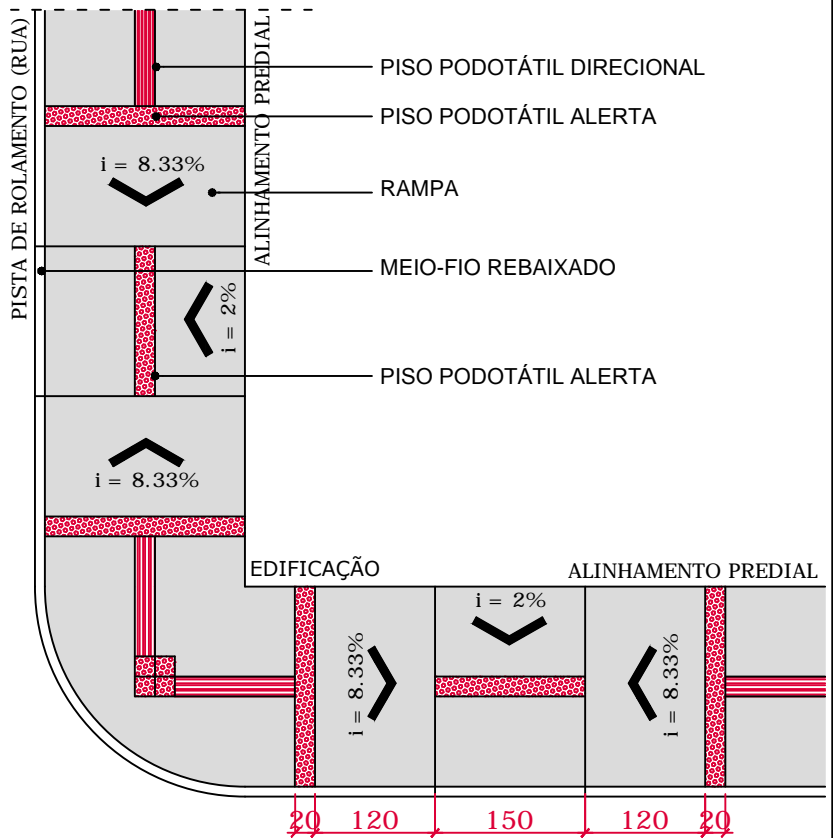 PISTA DE ROLAMENTO (RUA)
ALINHAMENTO PREDIAL
PISO PODOTÁTIL DIRECIONAL
PISO PODOTÁTIL ALERTA
i = 8.33%
RAMPA
MEIO-FIO REBAIXADO
i = 2%
PISO PODOTÁTIL ALERTA
i = 8.33%
EDIFICAÇÃO
ALINHAMENTO PREDIAL
i = 2%
i = 8.33%
i = 8.33%
20 120 150 120 20